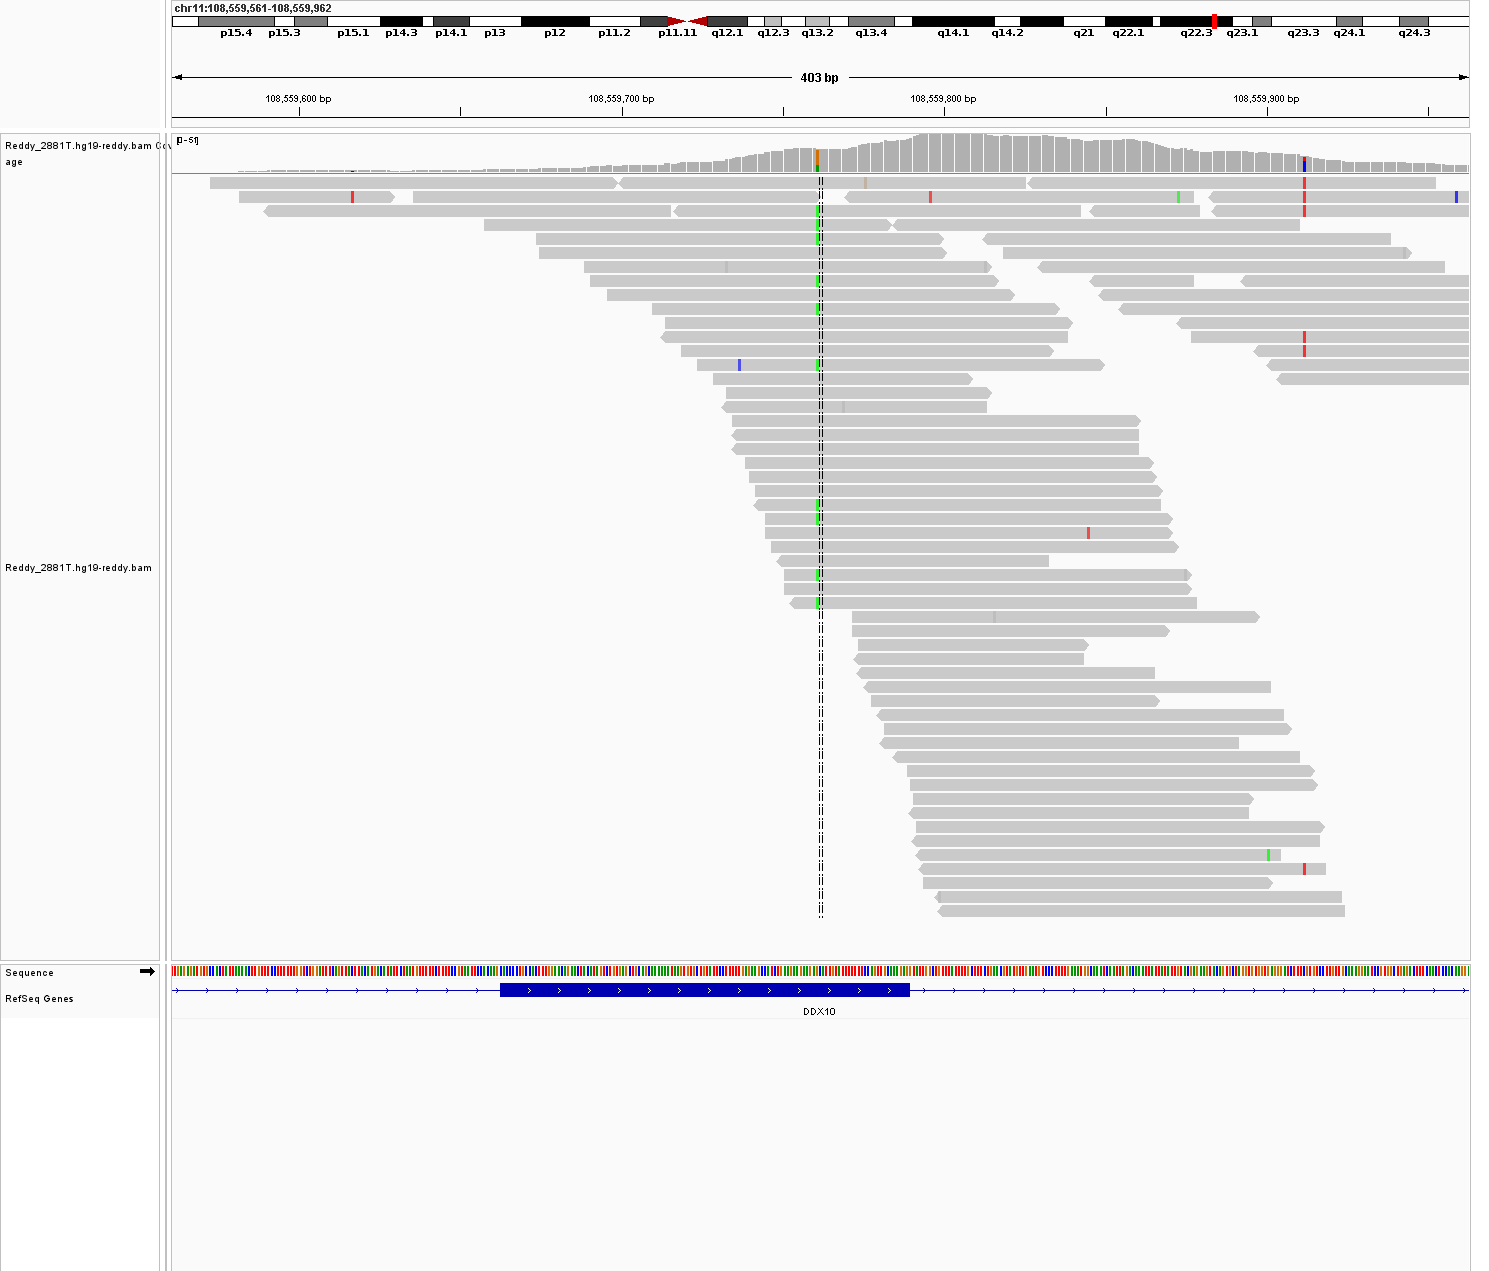 chr11:108,559,561-108,559,962
p15.4 p15.3 p15.1 p14.3 p14.1 p13 p12 p11.2 p11.11 q12.1 q12.3 q13.2 q13.4 q14.1 q14.2 q21 q22.1 q22.3 q23.1 q23.3 q24.1 q24.3
403 bp
108,559,600 bp 108,559,700 bp 108,559,800 bp 108,559,900 bp
[0-51]
Reddy_2881T.hg19-reddy.bam Cov
age
Reddy_2881T.hg19-reddy.bam
Sequence
RefSeq Genes
DDX10